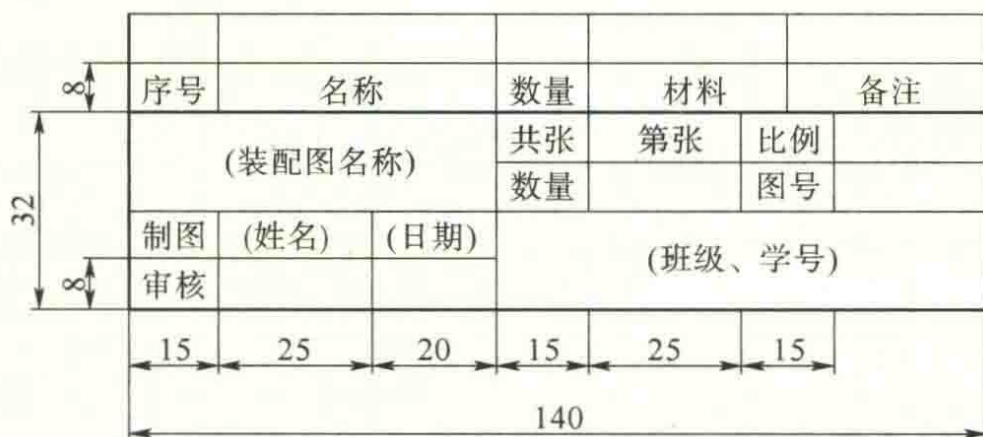 8 序号 名称 数量 材料 备注
32 (装配图名称) 共张 第张 比例
数量 图号
制图 (姓名) (日期) (班级、学号)
8 审核
15 25 20 15 25 15
140